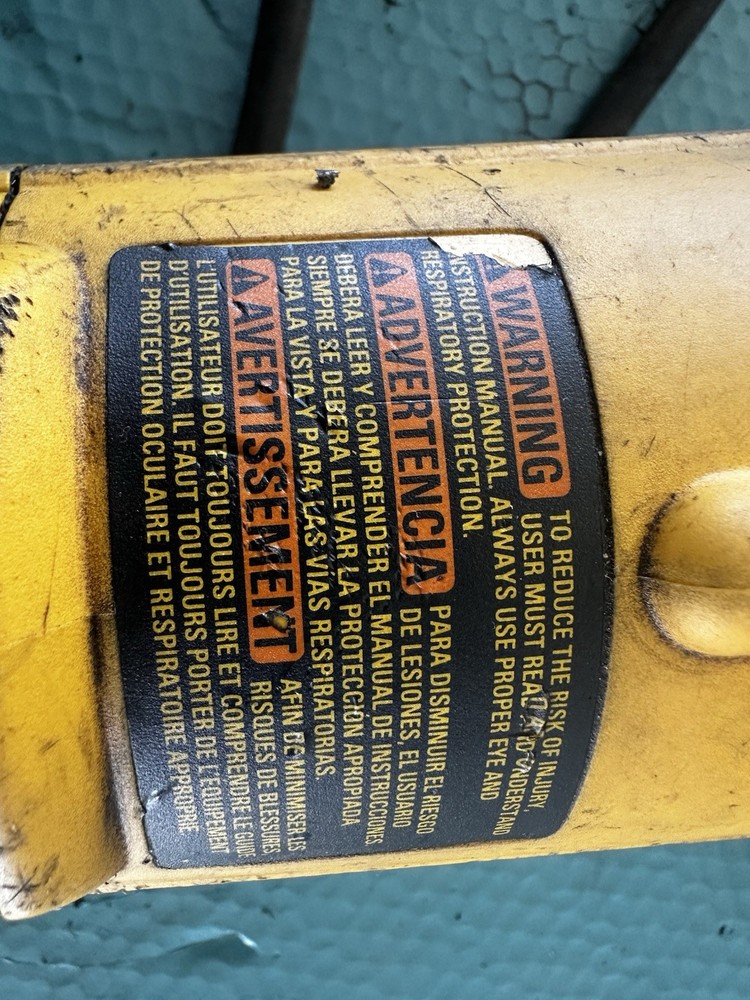 WARNING TO REDUCE THE RISK OF INJURY,
USER MUST READ AND UNDERSTAND
INSTRUCTION MANUAL. ALWAYS USE PROPER EYE AND
RESPIRATORY PROTECTION.
ADVERTENCIA PARA DISMINUIR EL RIESGO
DE LESIONES, EL USUARIO
DEBERÁ LEER Y COMPRENDER EL MANUAL DE INSTRUCCIONES.
SIEMPRE SE DEBERÁ LLEVAR LA PROTECCIÓN APROPIADA
PARA LA VISTA Y PARA LAS VIAS RESPIRATORIAS.
AVERTISSEMENT AFIN DE MINIMISER LES
RISQUES DE BLESSURES
L'UTILISATEUR DOIT TOUJOURS LIRE ET COMPRENDRE LE GUIDE
D'UTILISATION. IL FAUT TOUJOURS PORTER DE L'ÉQUIPEMENT
DE PROTECTION OCULAIRE ET RESPIRATOIRE APPROPRIÉ